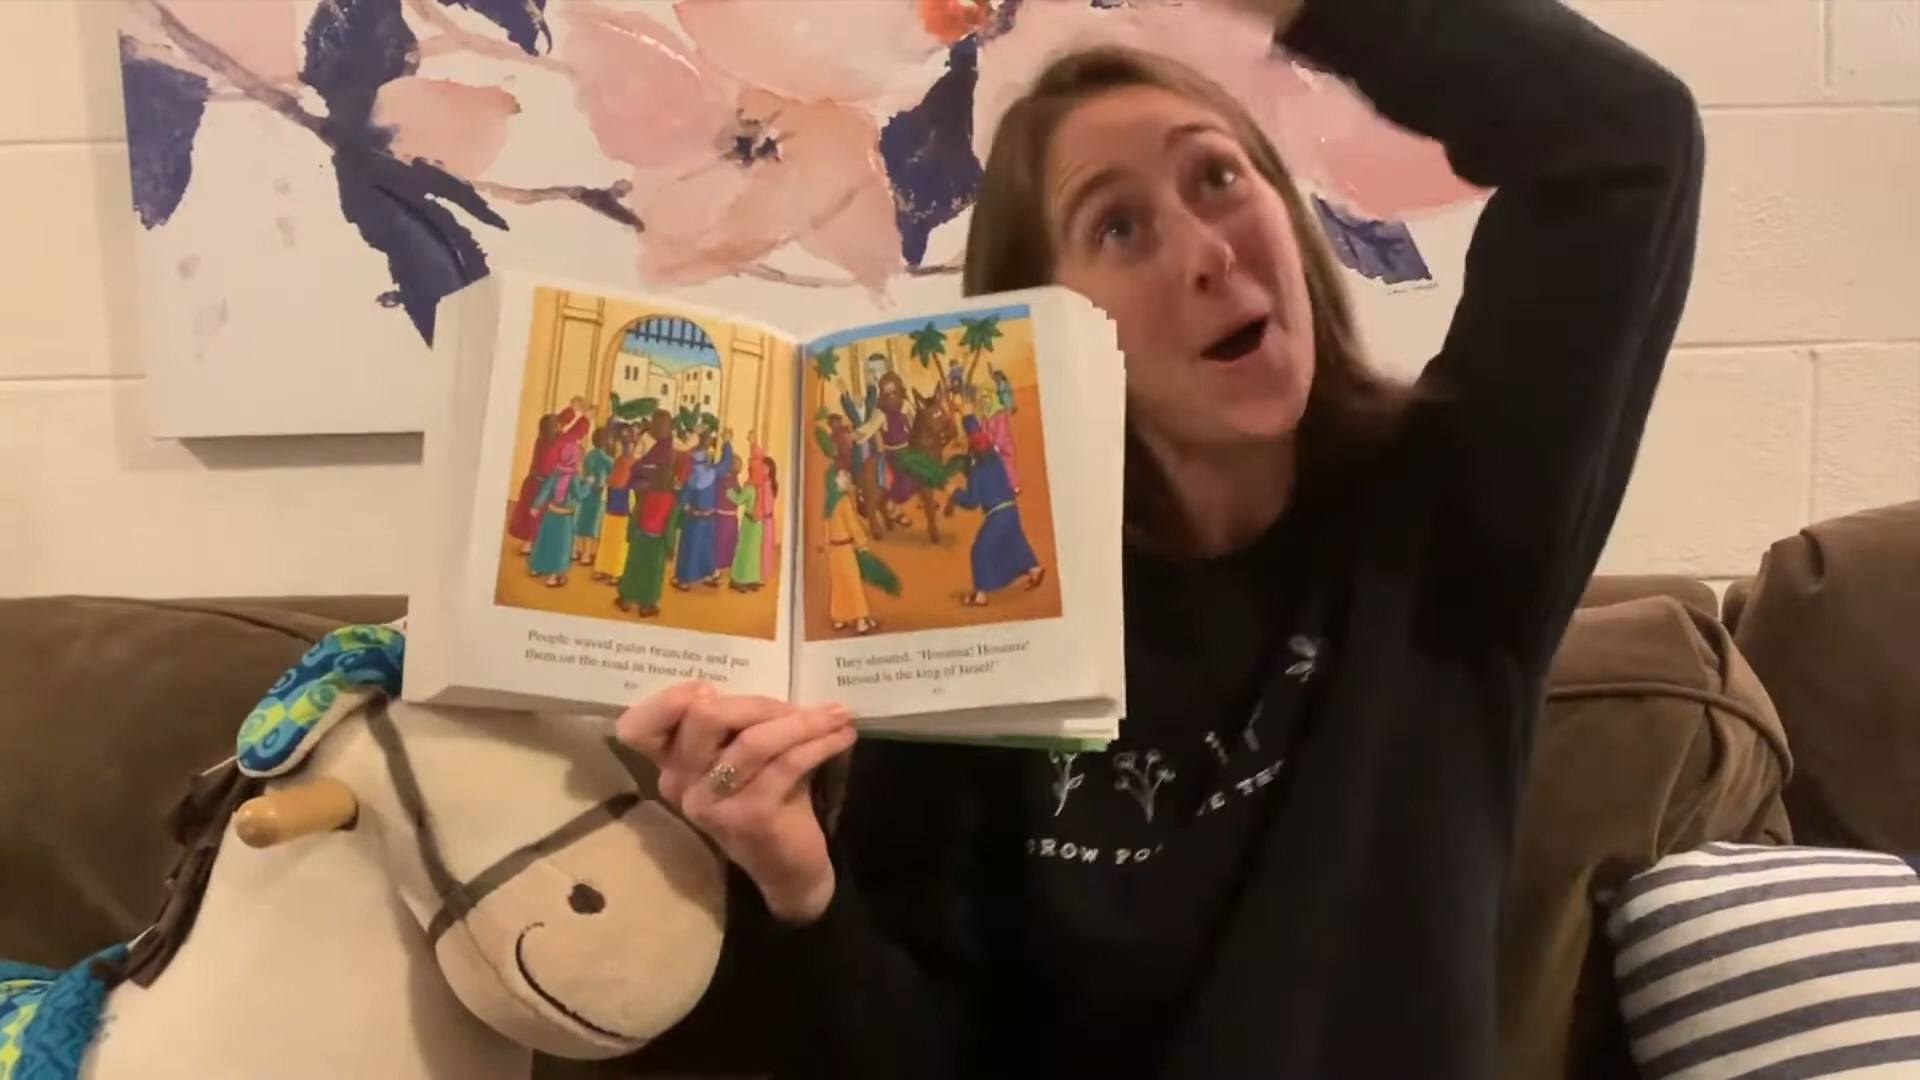 People waved palm branches and put
them on the road in front of Jesus.
They shouted, "Hosanna! Hosanna!
Blessed is the king of Israel!"